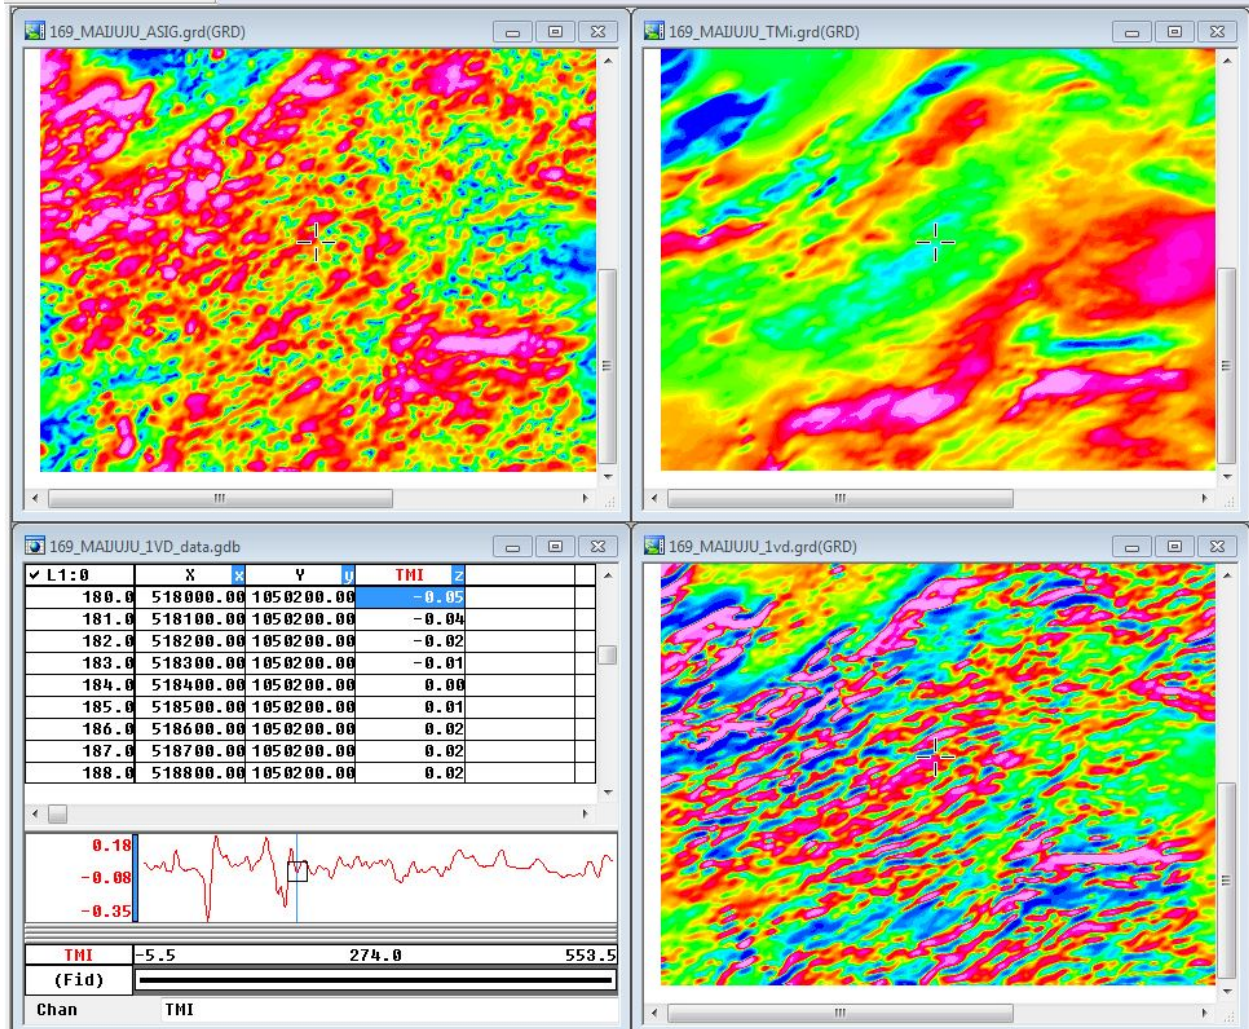 169_MAIJUJU_ASIG.grd(GRD)
169_MAIJUJU_TMi.grd(GRD)
169_MAIJUJU_1VD_data.gdb
L1:0 X x Y y TMI z
180.0 518000.00 1050200.00 -0.05
181.0 518100.00 1050200.00 -0.04
182.0 518200.00 1050200.00 -0.02
183.0 518300.00 1050200.00 -0.01
184.0 518400.00 1050200.00 0.00
185.0 518500.00 1050200.00 0.01
186.0 518600.00 1050200.00 0.02
187.0 518700.00 1050200.00 0.02
188.0 518800.00 1050200.00 0.02
0.18
-0.08
-0.35
TMI -5.5 274.0 553.5
(Fid)
Chan TMI
169_MAIJUJU_1vd.grd(GRD)